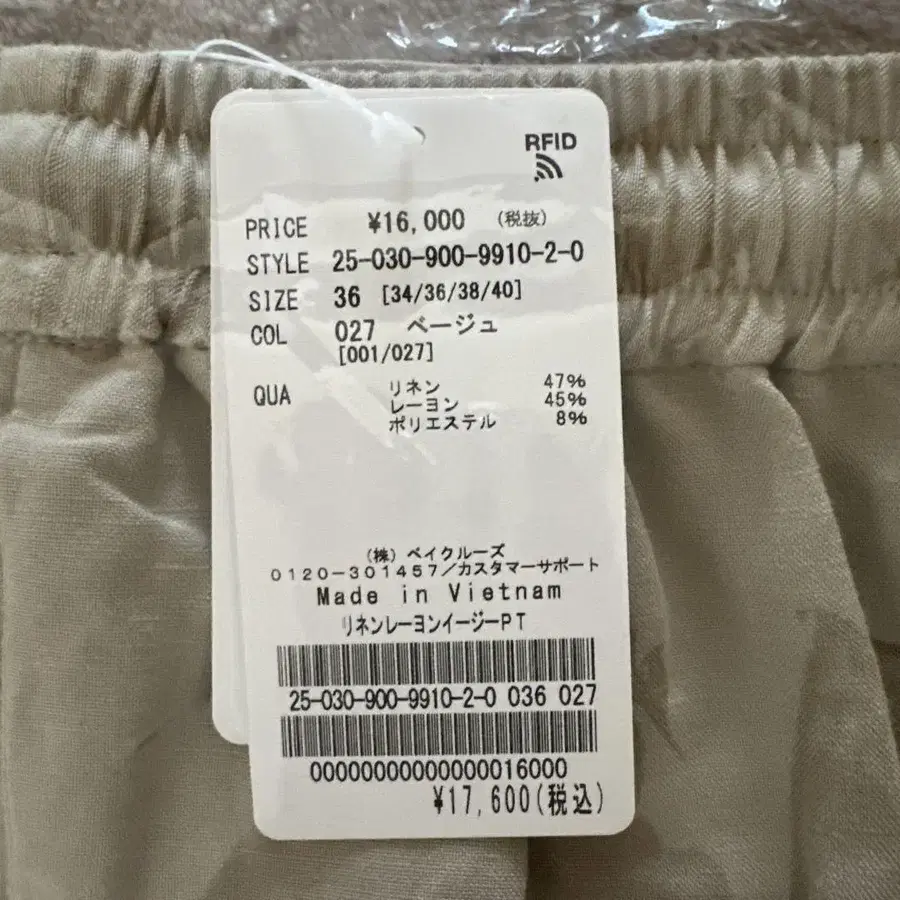 RFID
PRICE ¥16,000 (税抜)
STYLE 25-030-900-9910-2-0
SIZE 36 [34/36/38/40]
COL 027 ベージュ
[001/027]
QUA リネン 47%
レーヨン 45%
ポリエステル 8%
(株) ベイクルーズ
0120-301457/カスタマーサポート
Made in Vietnam
リネンレーヨンイージーPT
25-030-900-9910-2-0 036 027
00000000000000016000
¥17,600(税込)